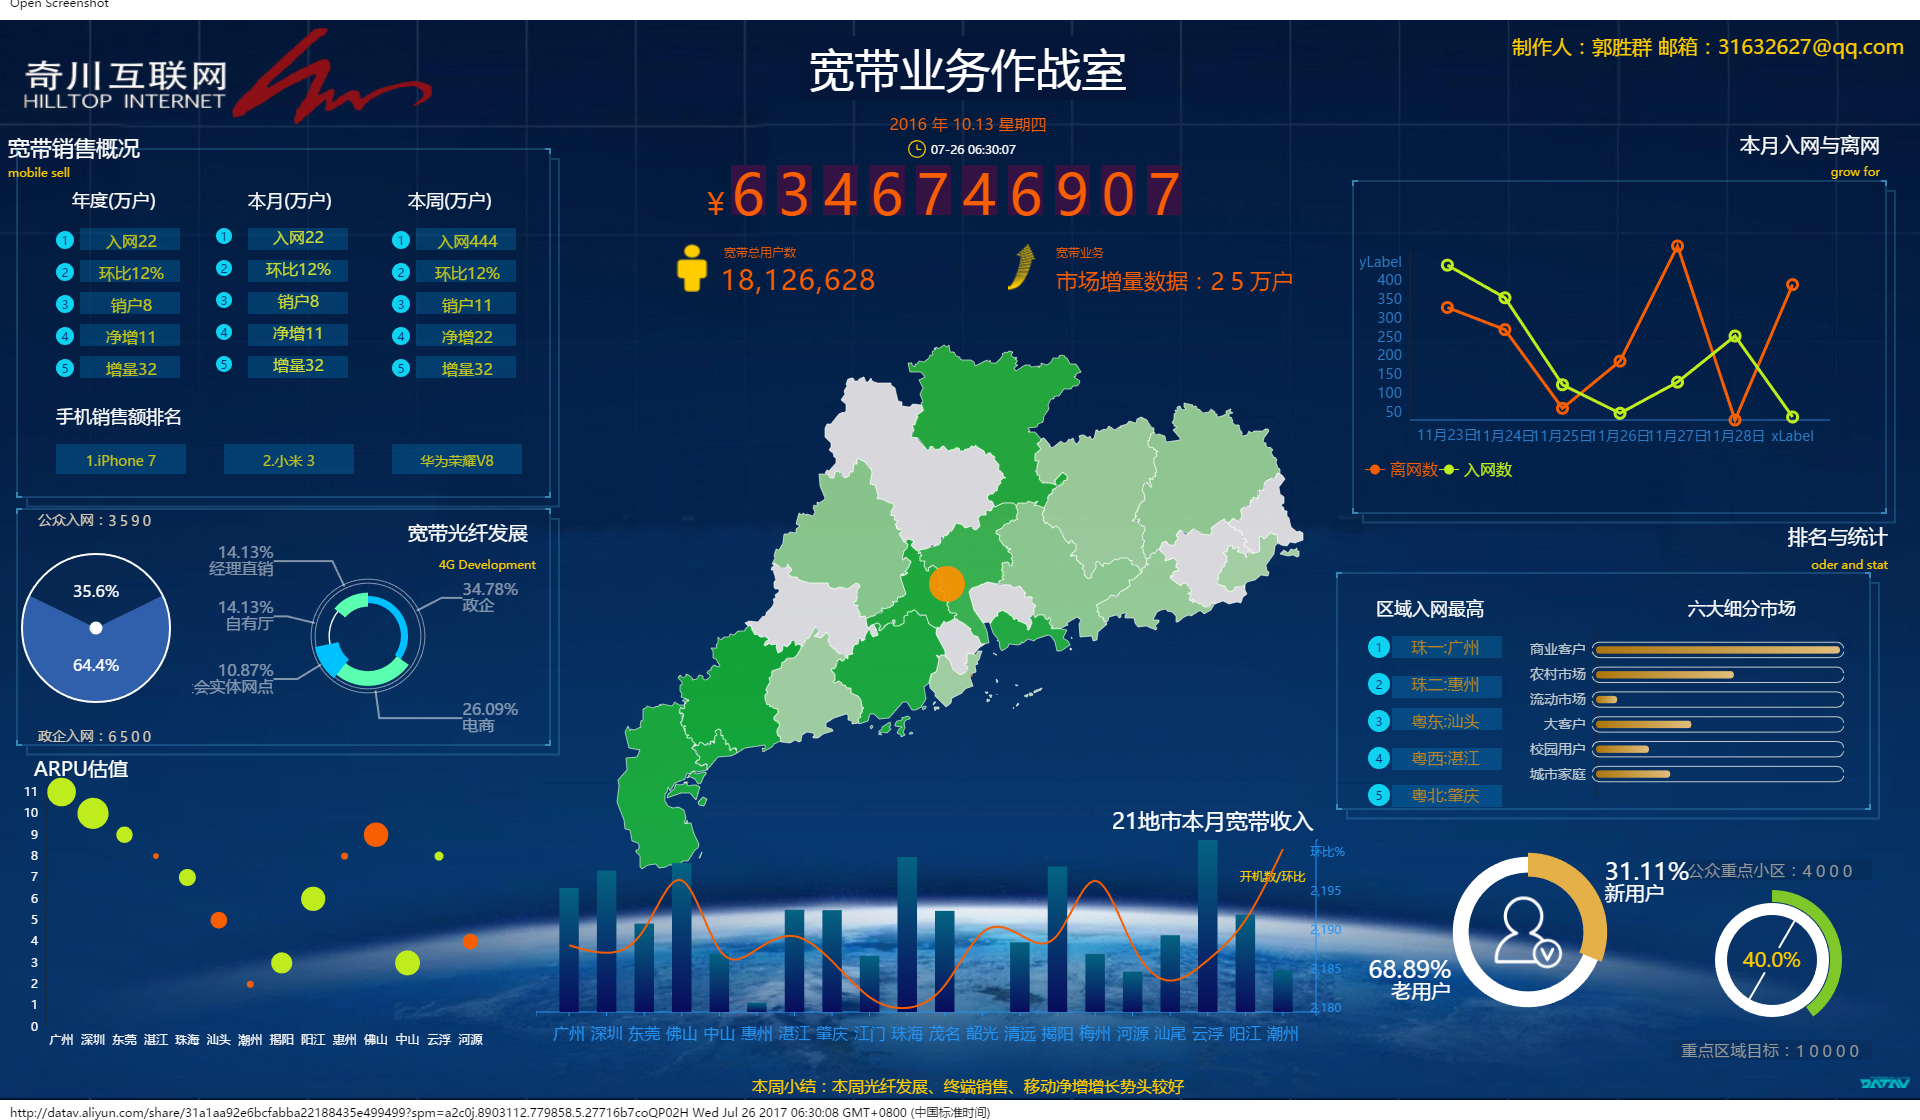 Open Screenshot
奇川互联网
HILLTOP INTERNET
宽带业务作战室
制作人：郭胜群 邮箱：31632627@qq.com
2016 年 10.13 星期四
07-26 06:30:07
¥6346746907
宽带总用户数
18,126,628
宽带业务
市场增量数据：2 5 万户
宽带销售概况
mobile sell
年度(万户)
1 入网22
2 环比12%
3 销户8
4 净增11
5 增量32
本月(万户)
1 入网22
2 环比12%
3 销户8
4 净增11
5 增量32
本周(万户)
1 入网444
2 环比12%
3 销户11
4 净增22
5 增量32
手机销售额排名
1.iPhone 7
2.小米 3
华为荣耀V8
公众入网：3590
35.6%
64.4%
政企入网：6500
宽带光纤发展
4G Development
14.13%
经理直销
14.13%
自有厅
10.87%
会实体网点
34.78%
政企
26.09%
电商
ARPU估值
11
10
9
8
7
6
5
4
3
2
1
0
广州 深圳 东莞 湛江 珠海 汕头 潮州 揭阳 阳江 惠州 佛山 中山 云浮 河源
21地市本月宽带收入
环比%
开机数/环比
2,195
2,190
2,185
2,180
广州 深圳 东莞 佛山 中山 惠州 湛江 肇庆 江门 珠海 茂名 韶光 清远 揭阳 梅州 河源 汕尾 云浮 阳江 潮州
本周小结：本周光纤发展、终端销售、移动净增增长势头较好
本月入网与离网
grow for
yLabel
400
350
300
250
200
150
100
50
11月23日 11月24日 11月25日 11月26日 11月27日 11月28日 xLabel
离网数 入网数
排名与统计
oder and stat
区域入网最高
1 珠一:广州
2 珠二:惠州
3 粤东:汕头
4 粤西:湛江
5 粤北:肇庆
六大细分市场
商业客户
农村市场
流动市场
大客户
校园用户
城市家庭
31.11%
新用户
68.89%
老用户
公众重点小区：4000
40.0%
重点区域目标：10000
DATAV
http://datav.aliyun.com/share/31a1aa92e6bcfabba22188435e499499?spm=a2c0j.8903112.779858.5.27716b7coQP02H Wed Jul 26 2017 06:30:08 GMT+0800 (中国标准时间)